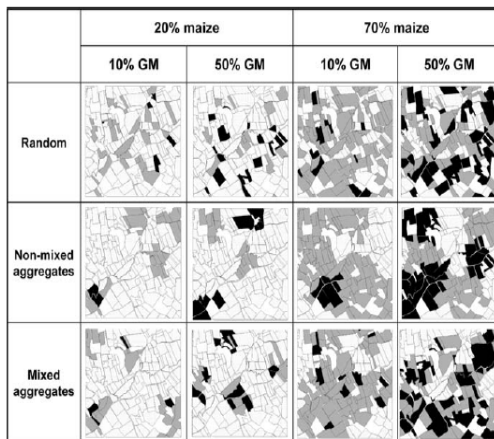 20% maize 70% maize
10% GM 50% GM 10% GM 50% GM
Random
Non-mixed
aggregates
Mixed
aggregates